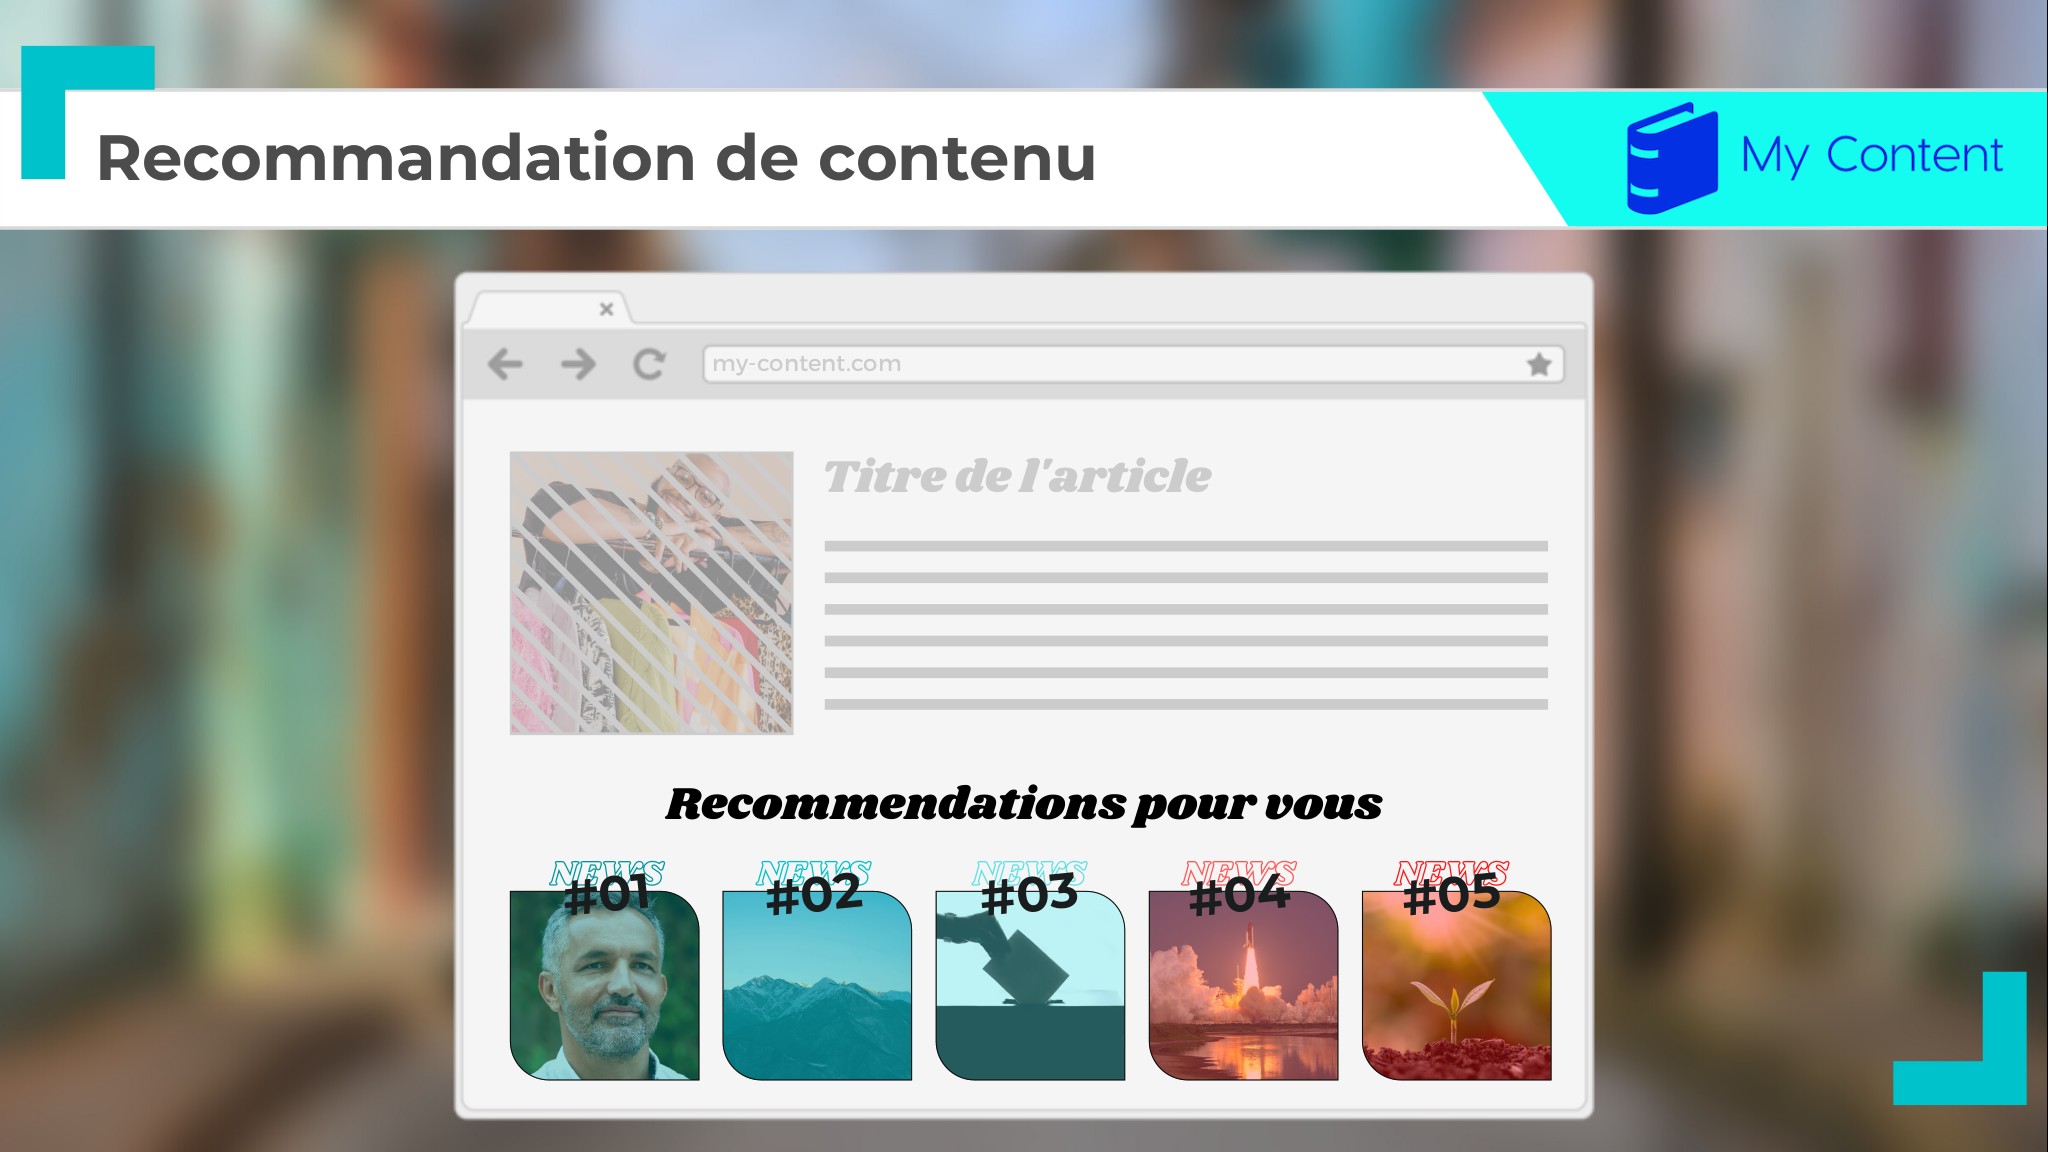 Recommandation de contenu
My Content
my-content.com
Titre de l'article
Recommendations pour vous
NEWS
#01
NEWS
#02
NEWS
#03
NEWS
#04
NEWS
#05